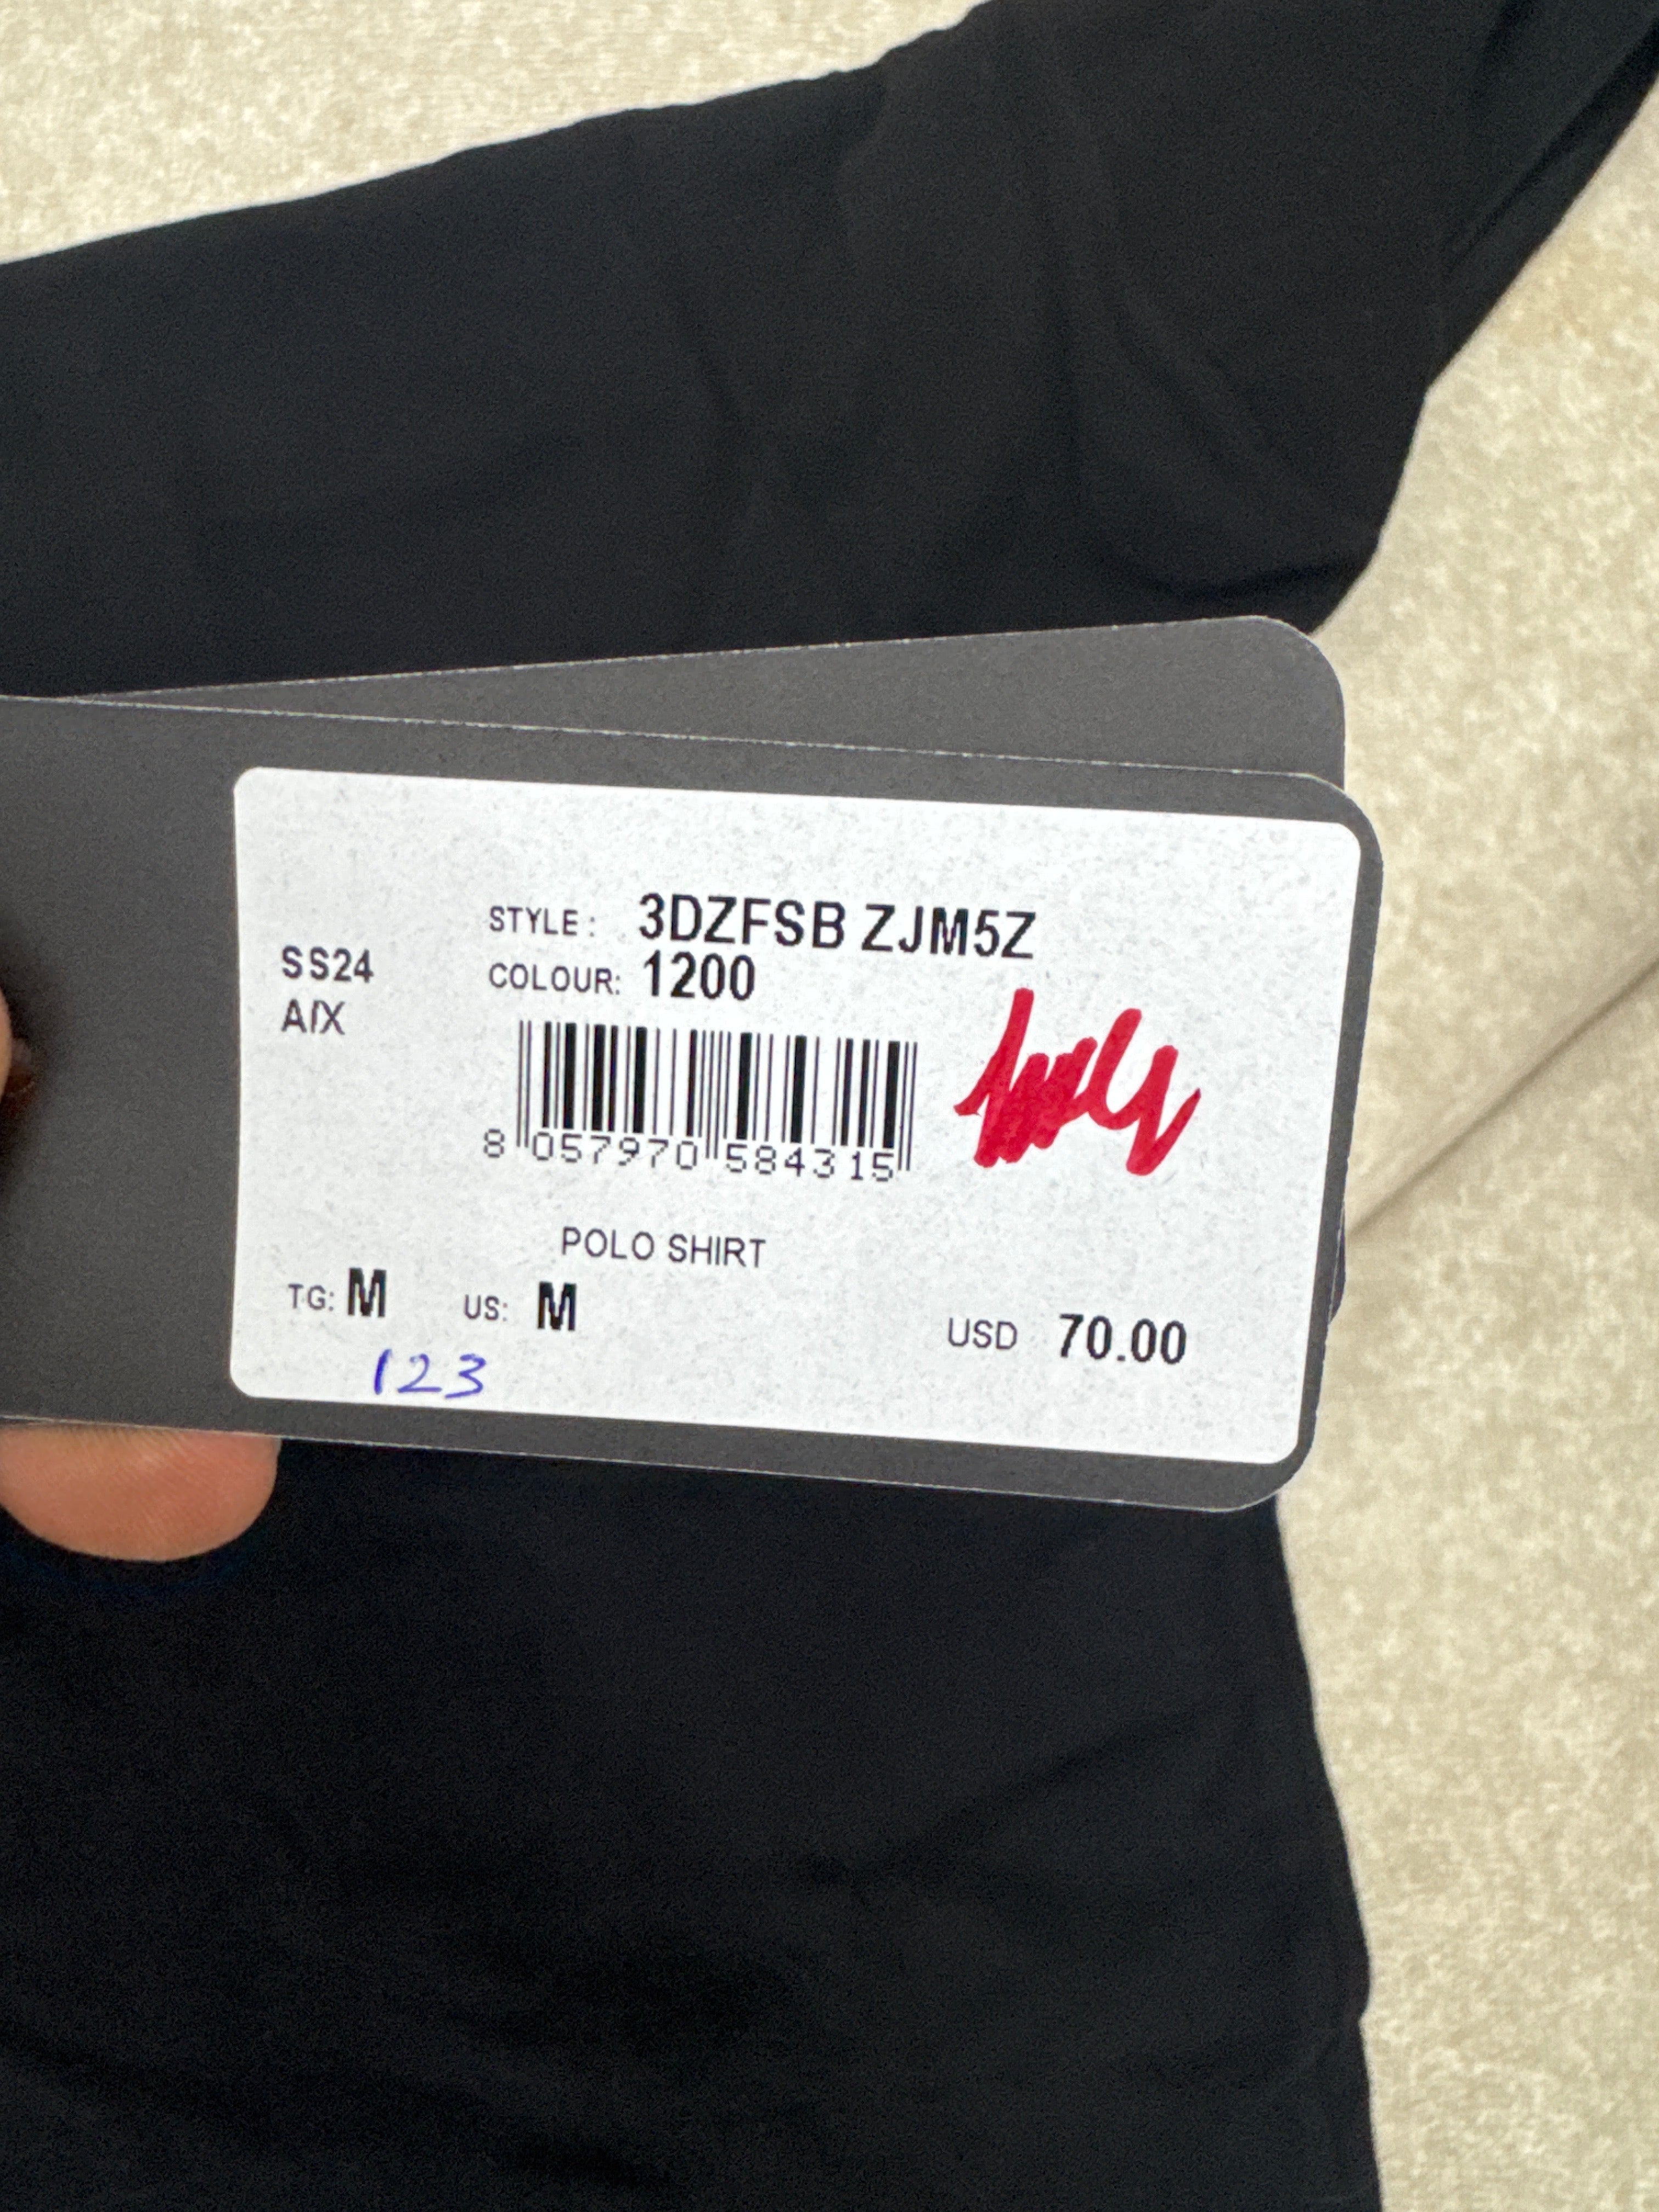 STYLE : 3DZFSB ZJM5Z
SS24
COLOUR: 1200
A|X
8 057970 584315
POLO SHIRT
TG: M US: M
USD 70.00
123